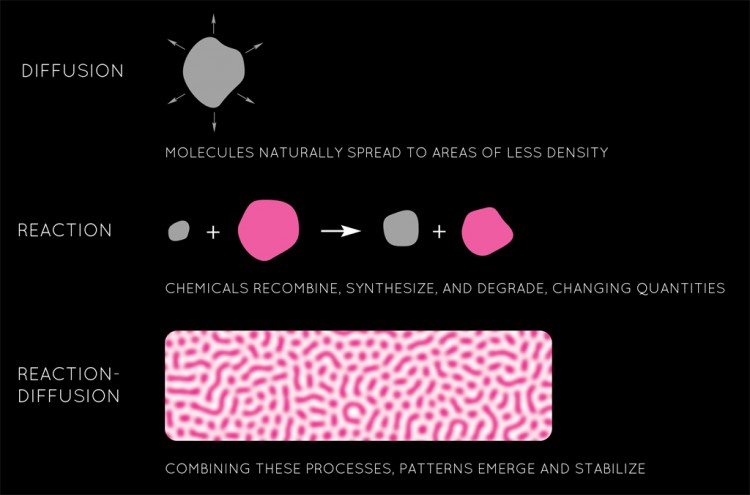 DIFFUSION
MOLECULES NATURALLY SPREAD TO AREAS OF LESS DENSITY
REACTION
+
+
CHEMICALS RECOMBINE, SYNTHESIZE, AND DEGRADE, CHANGING QUANTITIES
REACTION-
DIFFUSION
COMBINING THESE PROCESSES, PATTERNS EMERGE AND STABILIZE